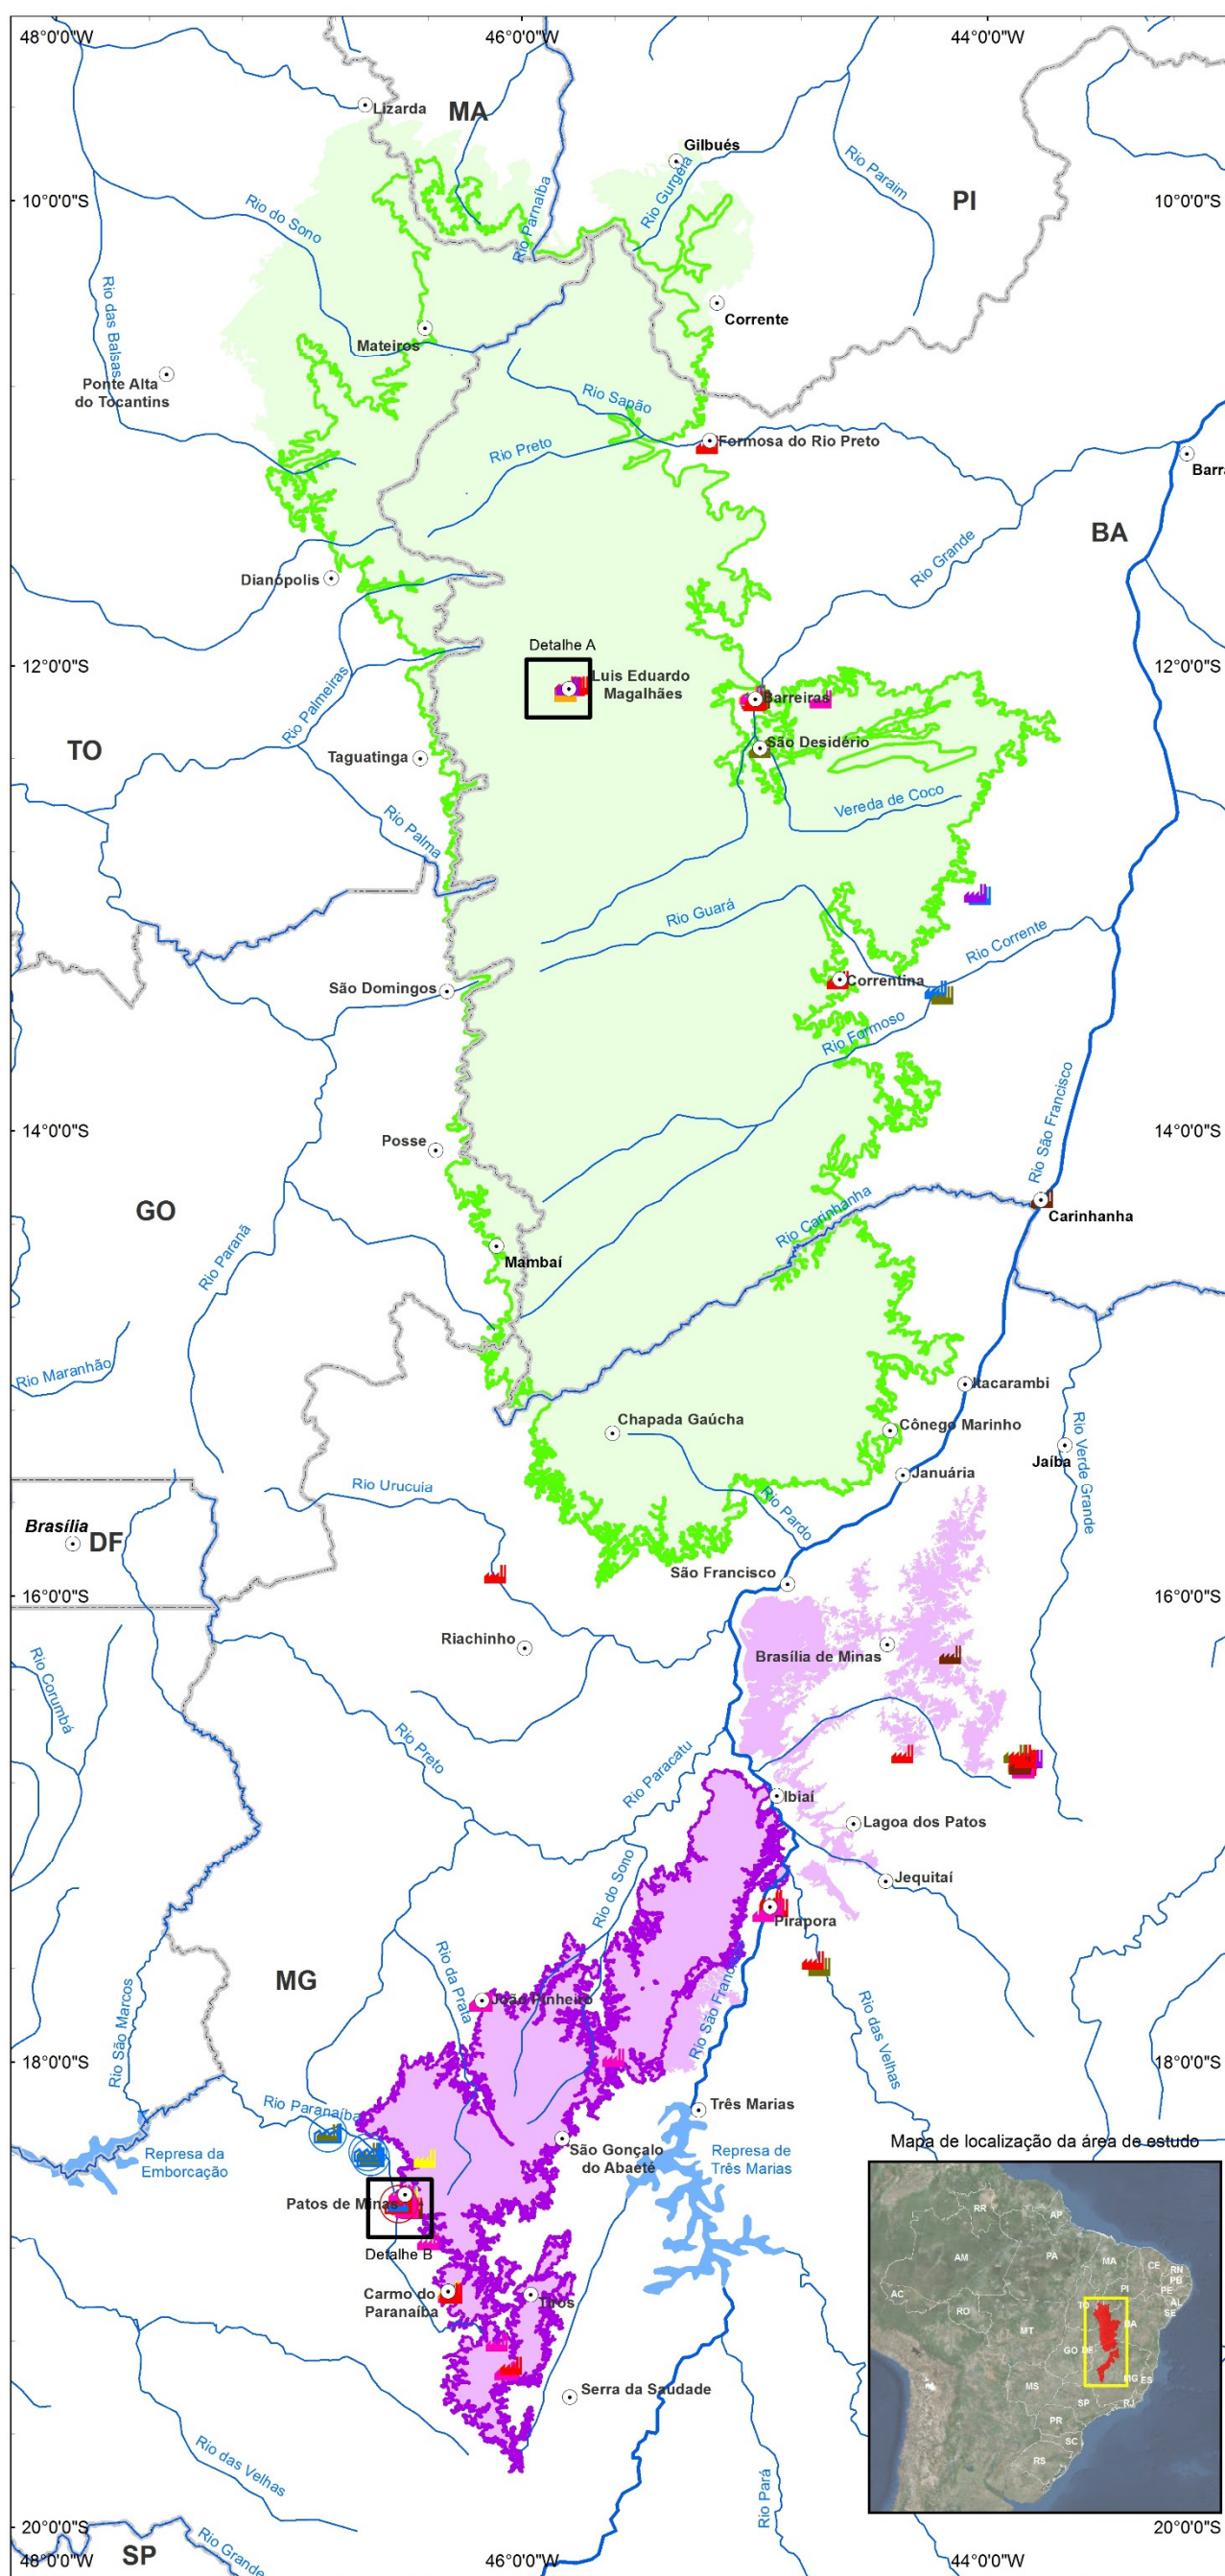 48°0'0"W
46°0'0"W
44°0'0"W
Lizarda
MA
Gilbués
Rio Gurgéia
Rio Paraim
PI
10°0'0"S
10°0'0"S
Rio do Sono
Rio Parnaíba
Rio das Balsas
Corrente
Mateiros
Ponte Alta
do Tocantins
Rio Sapão
Rio Preto
Formosa do Rio Preto
Barra
BA
Rio Grande
Dianópolis
Detalhe A
12°0'0"S
12°0'0"S
Luis Eduardo
Magalhães
Barreiras
Rio Palmeiras
São Desidério
TO
Taguatinga
Vereda de Coco
Rio Palma
Rio Guará
Rio Corrente
São Domingos
Correntina
Rio Formoso
14°0'0"S
14°0'0"S
Posse
Rio São Francisco
GO
Rio Carinhanha
Carinhanha
Rio Paranã
Mambaí
Rio Maranhão
Itacarambi
Chapada Gaúcha
Cônego Marinho
Rio Verde Grande
Jaíba
Januária
Rio Urucuia
Rio Pardo
Brasília
DF
São Francisco
16°0'0"S
16°0'0"S
Riachinho
Brasília de Minas
Rio Corumbá
Rio Preto
Rio Paracatu
Ibiaí
Lagoa dos Patos
Jequitaí
Rio do Sono
Pirapora
Rio da Prata
MG
João Pinheiro
Rio São Francisco
Rio São Marcos
Rio das Velhas
18°0'0"S
18°0'0"S
Rio Paranaíba
Três Marias
Mapa de localização da área de estudo
Represa da
Emborcação
São Gonçalo
do Abaeté
Represa de
Três Marias
Patos de Minas
Detalhe B
Carmo do
Paranaíba
Tiros
Serra da Saudade
RR
AP
AM
PA
MA
CE
RN
PB
PE
PI
AL
SE
AC
RO
TO
BA
MT
GO
DF
MG
ES
MS
SP
RJ
PR
SC
RS
Rio das Velhas
Rio Pará
20°0'0"S
20°0'0"S
48°0'0"W
SP
Rio Grande
46°0'0"W
44°0'0"W